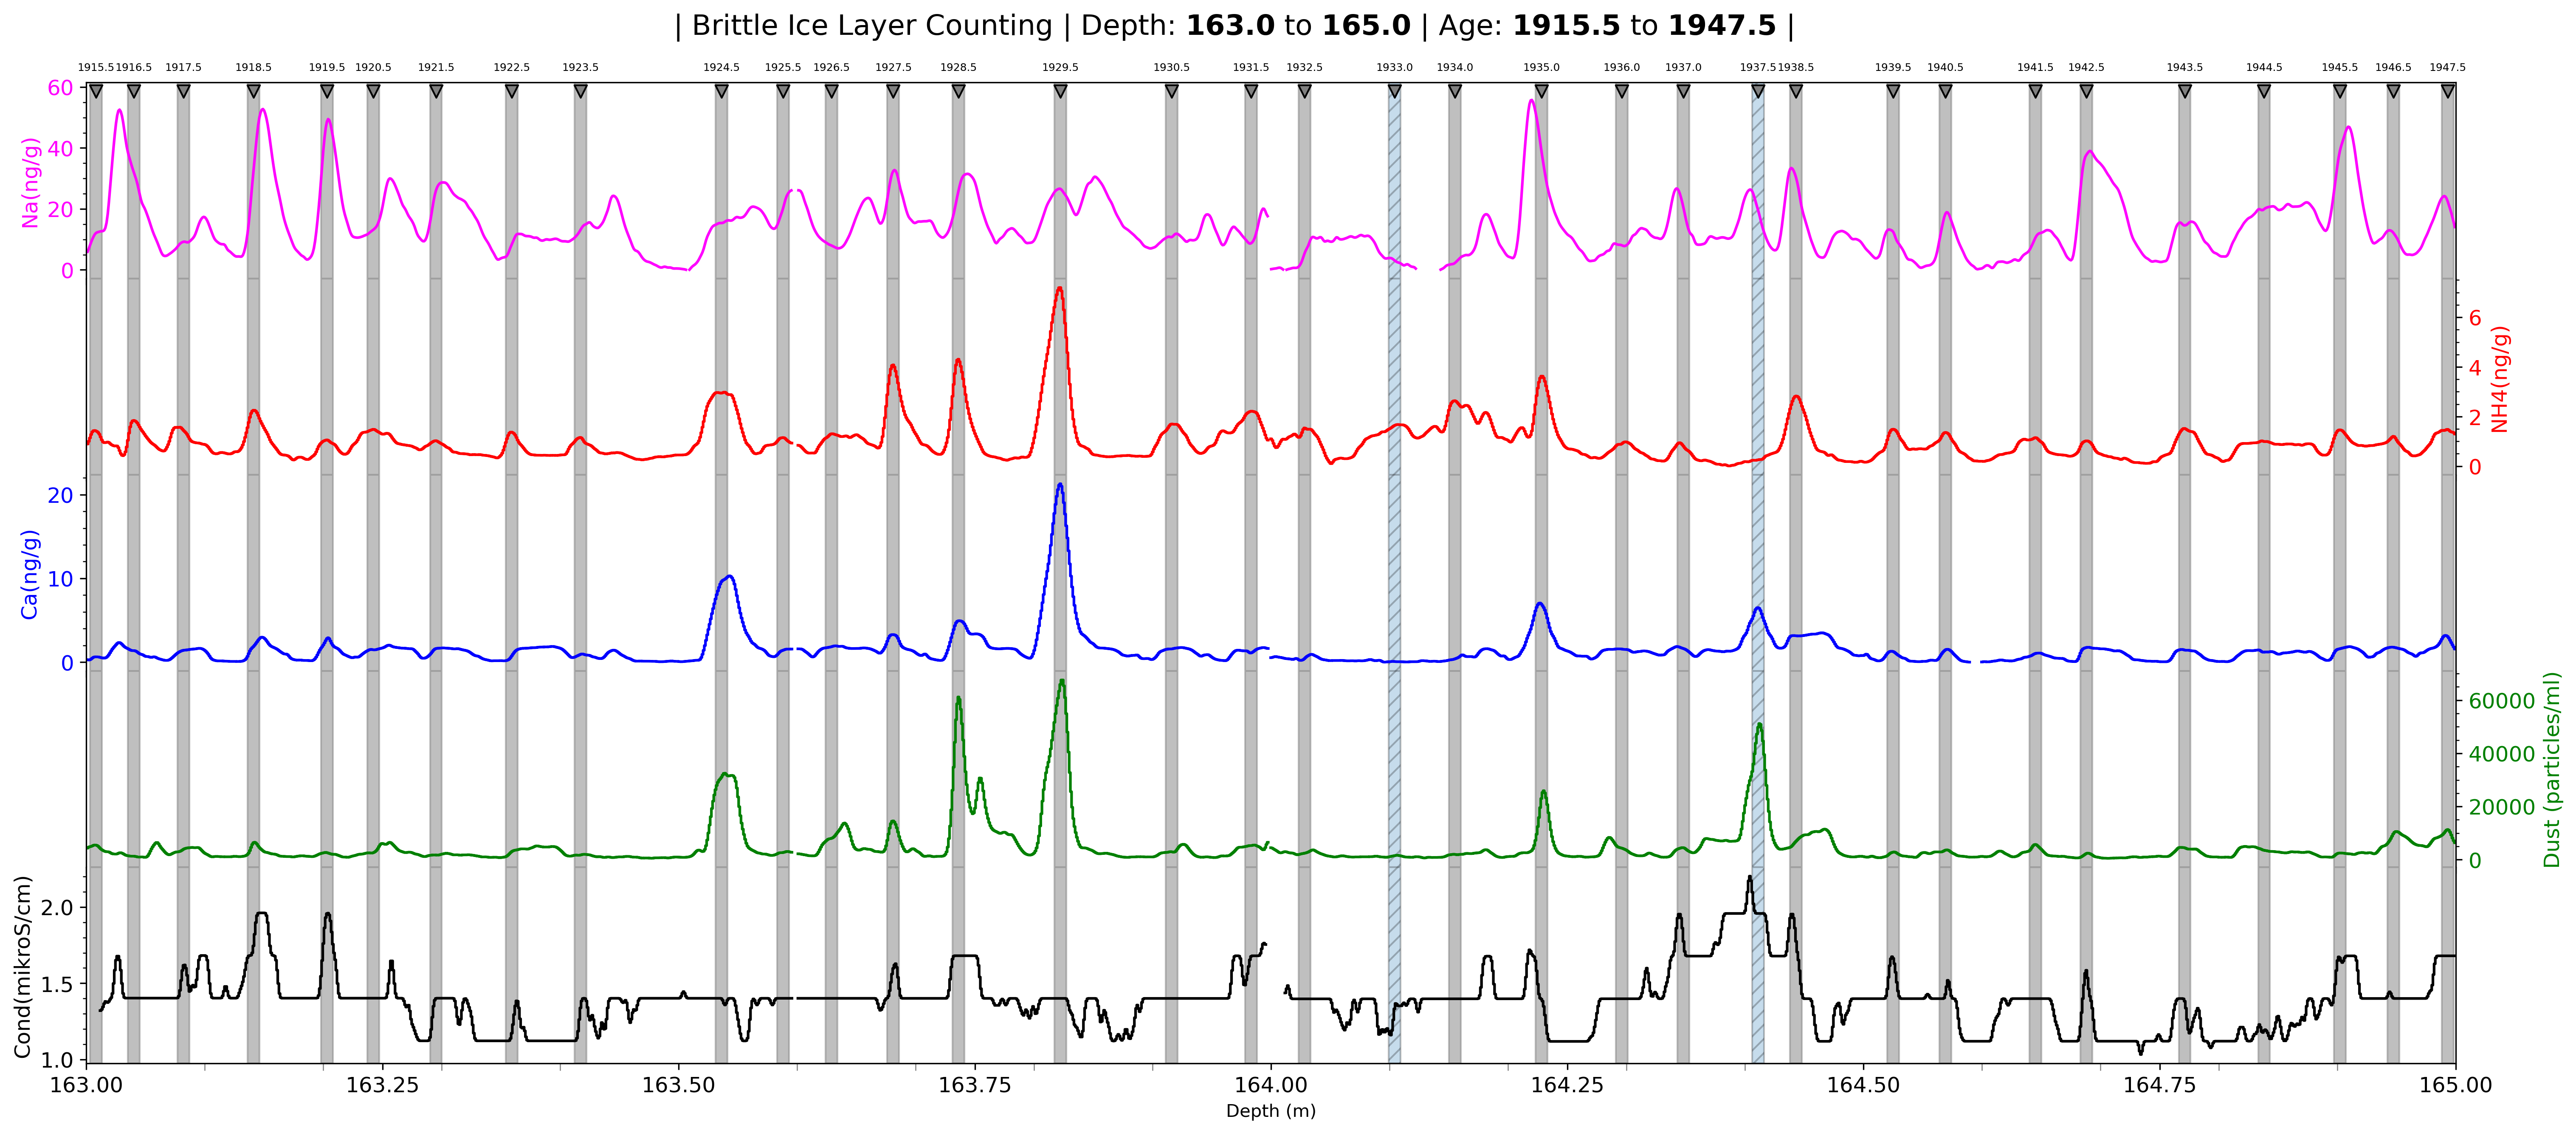 | Brittle Ice Layer Counting | Depth: 163.0 to 165.0 | Age: 1915.5 to 1947.5 |
1915.5 1916.5 1917.5 1918.5 1919.5 1920.5 1921.5 1922.5 1923.5 1924.5 1925.5 1926.5 1927.5 1928.5 1929.5 1930.5 1931.5 1932.5 1933.0 1934.0 1935.0 1936.0 1937.0 1937.5 1938.5 1939.5 1940.5 1941.5 1942.5 1943.5 1944.5 1945.5 1946.5 1947.5
Na(ng/g)
60
40
20
0
NH4(ng/g)
6
4
2
0
Ca(ng/g)
20
10
0
Dust (particles/ml)
60000
40000
20000
0
Cond(mikroS/cm)
2.0
1.5
1.0
163.00 163.25 163.50 163.75 164.00 164.25 164.50 164.75 165.00
Depth (m)